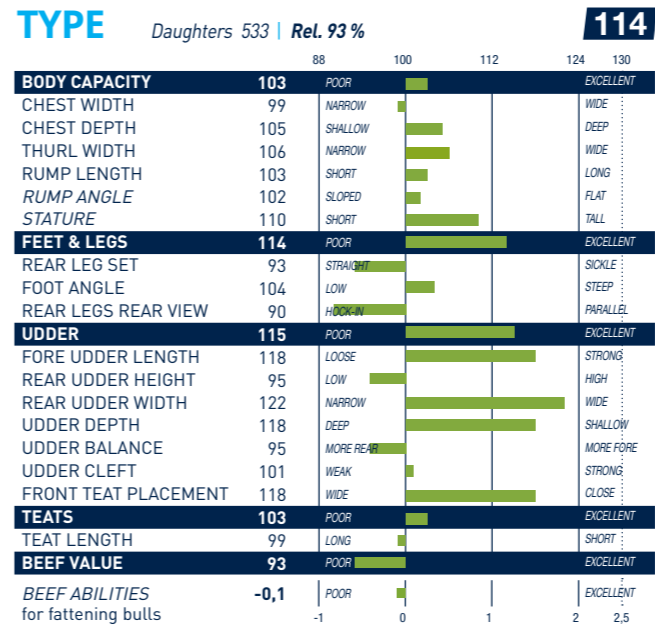 TYPE Daughters 533 | Rel. 93 % 114
88 100 112 124 130
BODY CAPACITY 103 POOR EXCELLENT
CHEST WIDTH 99 NARROW WIDE
CHEST DEPTH 105 SHALLOW DEEP
THURL WIDTH 106 NARROW WIDE
RUMP LENGTH 103 SHORT LONG
RUMP ANGLE 102 SLOPED FLAT
STATURE 110 SHORT TALL
FEET & LEGS 114 POOR EXCELLENT
REAR LEG SET 93 STRAIGHT SICKLE
FOOT ANGLE 104 LOW STEEP
REAR LEGS REAR VIEW 90 HOCK-IN PARALLEL
UDDER 115 POOR EXCELLENT
FORE UDDER LENGTH 118 LOOSE STRONG
REAR UDDER HEIGHT 95 LOW HIGH
REAR UDDER WIDTH 122 NARROW WIDE
UDDER DEPTH 118 DEEP SHALLOW
UDDER BALANCE 95 MORE REAR MORE FORE
UDDER CLEFT 101 WEAK STRONG
FRONT TEAT PLACEMENT 118 WIDE CLOSE
TEATS 103 POOR EXCELLENT
TEAT LENGTH 99 LONG SHORT
BEEF VALUE 93 POOR EXCELLENT
BEEF ABILITIES -0,1 POOR EXCELLENT
for fattening bulls -1 0 1 2 2,5